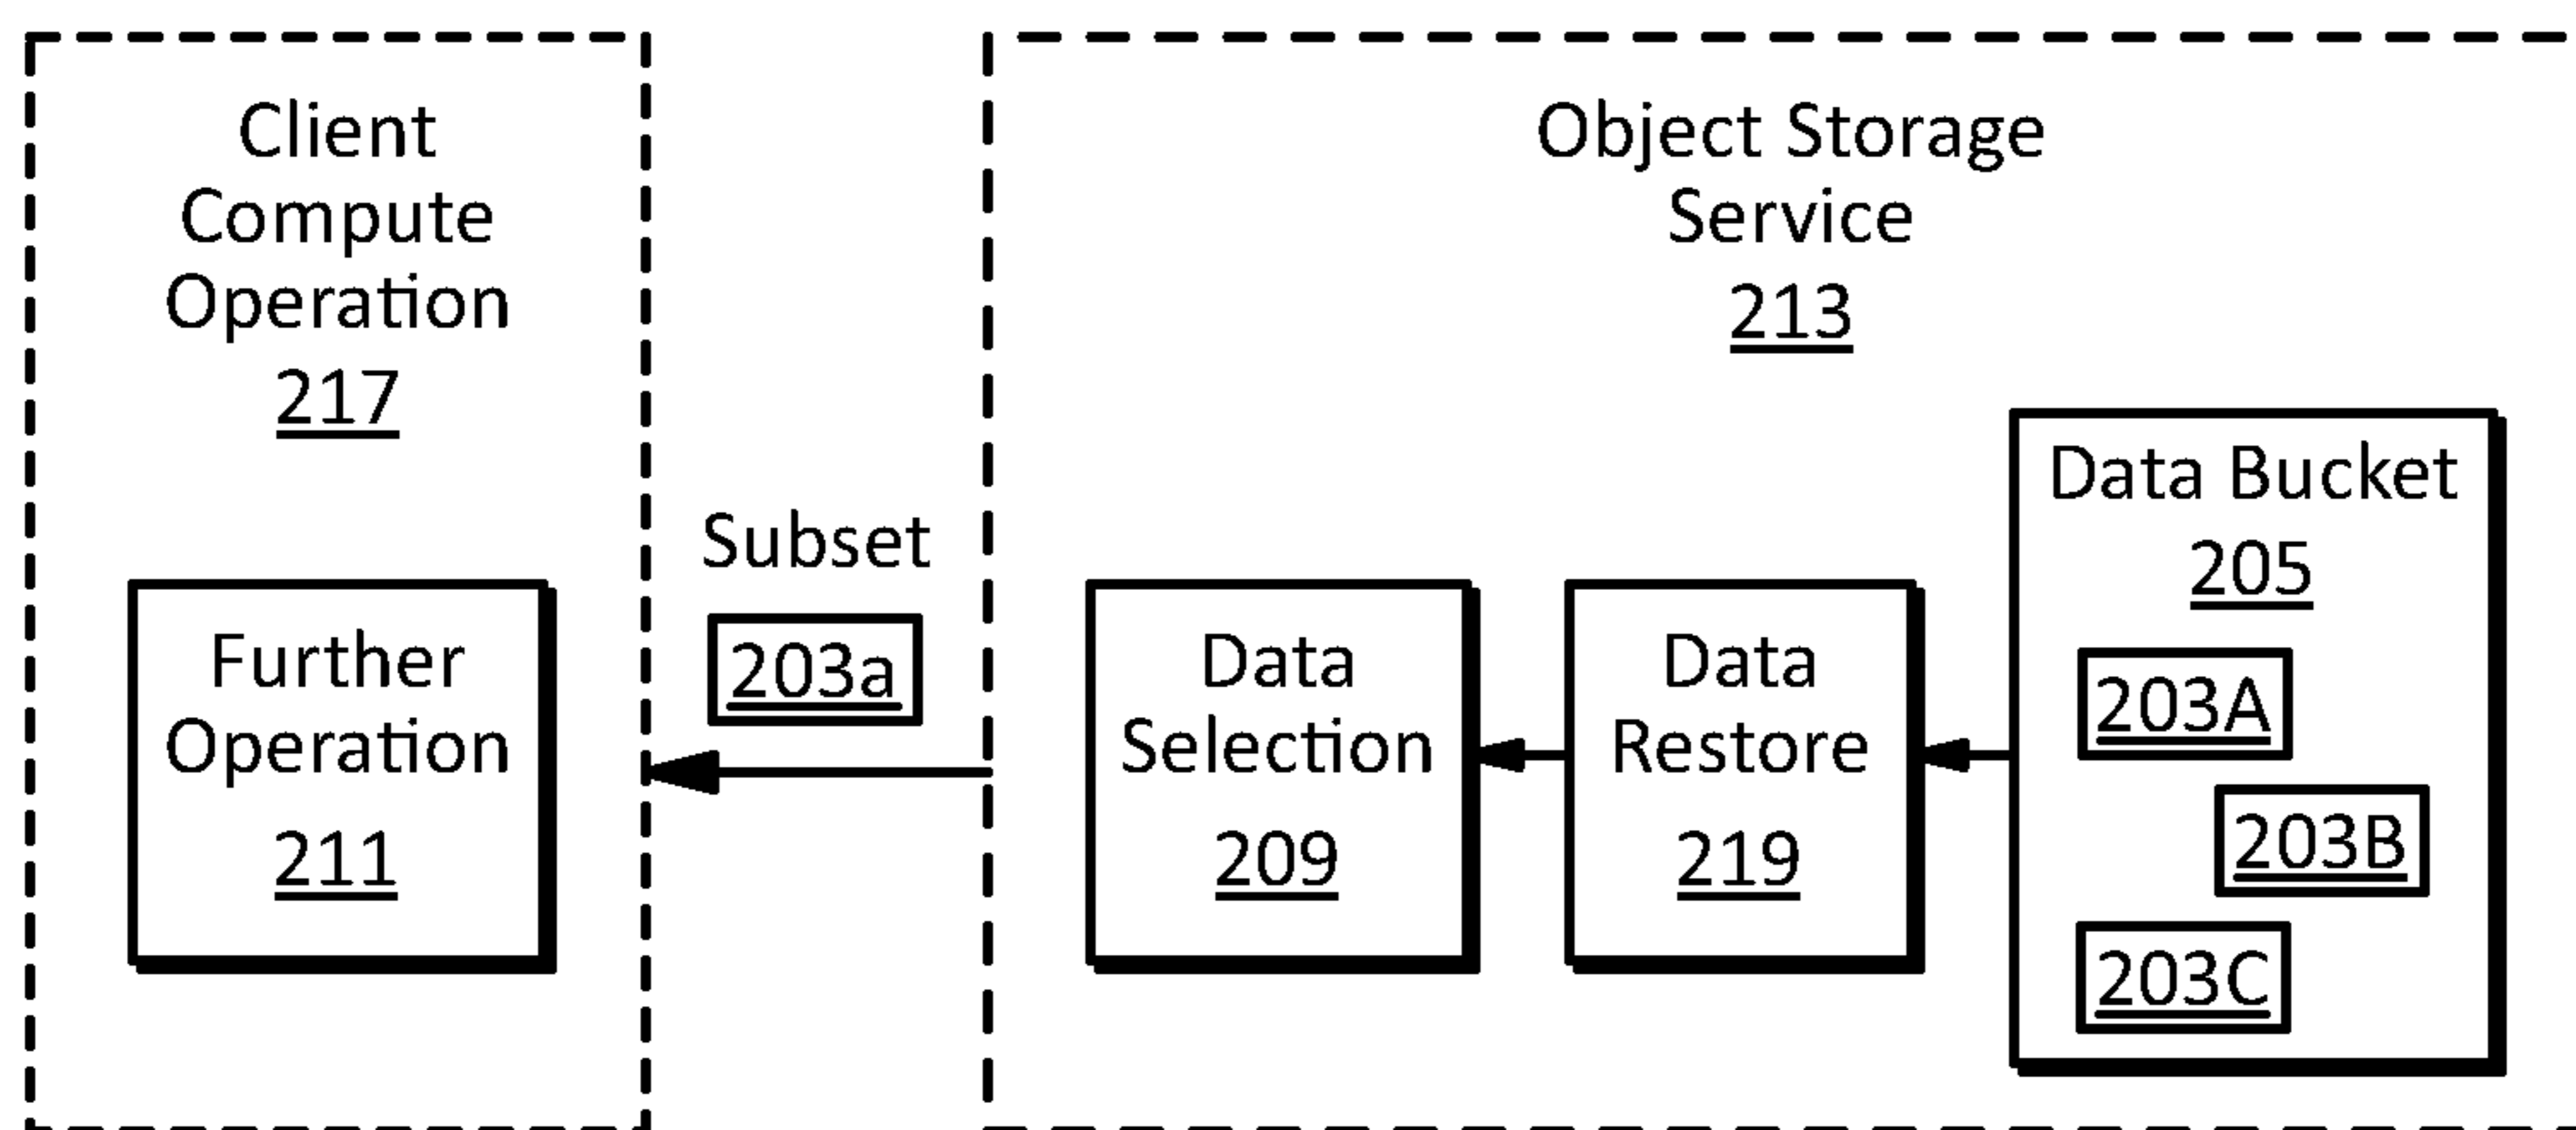 Client
Compute
Operation
217
Further
Operation
211
Subset
203a
Object Storage
Service
213
Data
Selection
209
Data
Restore
219
Data Bucket
205
203A
203B
203C